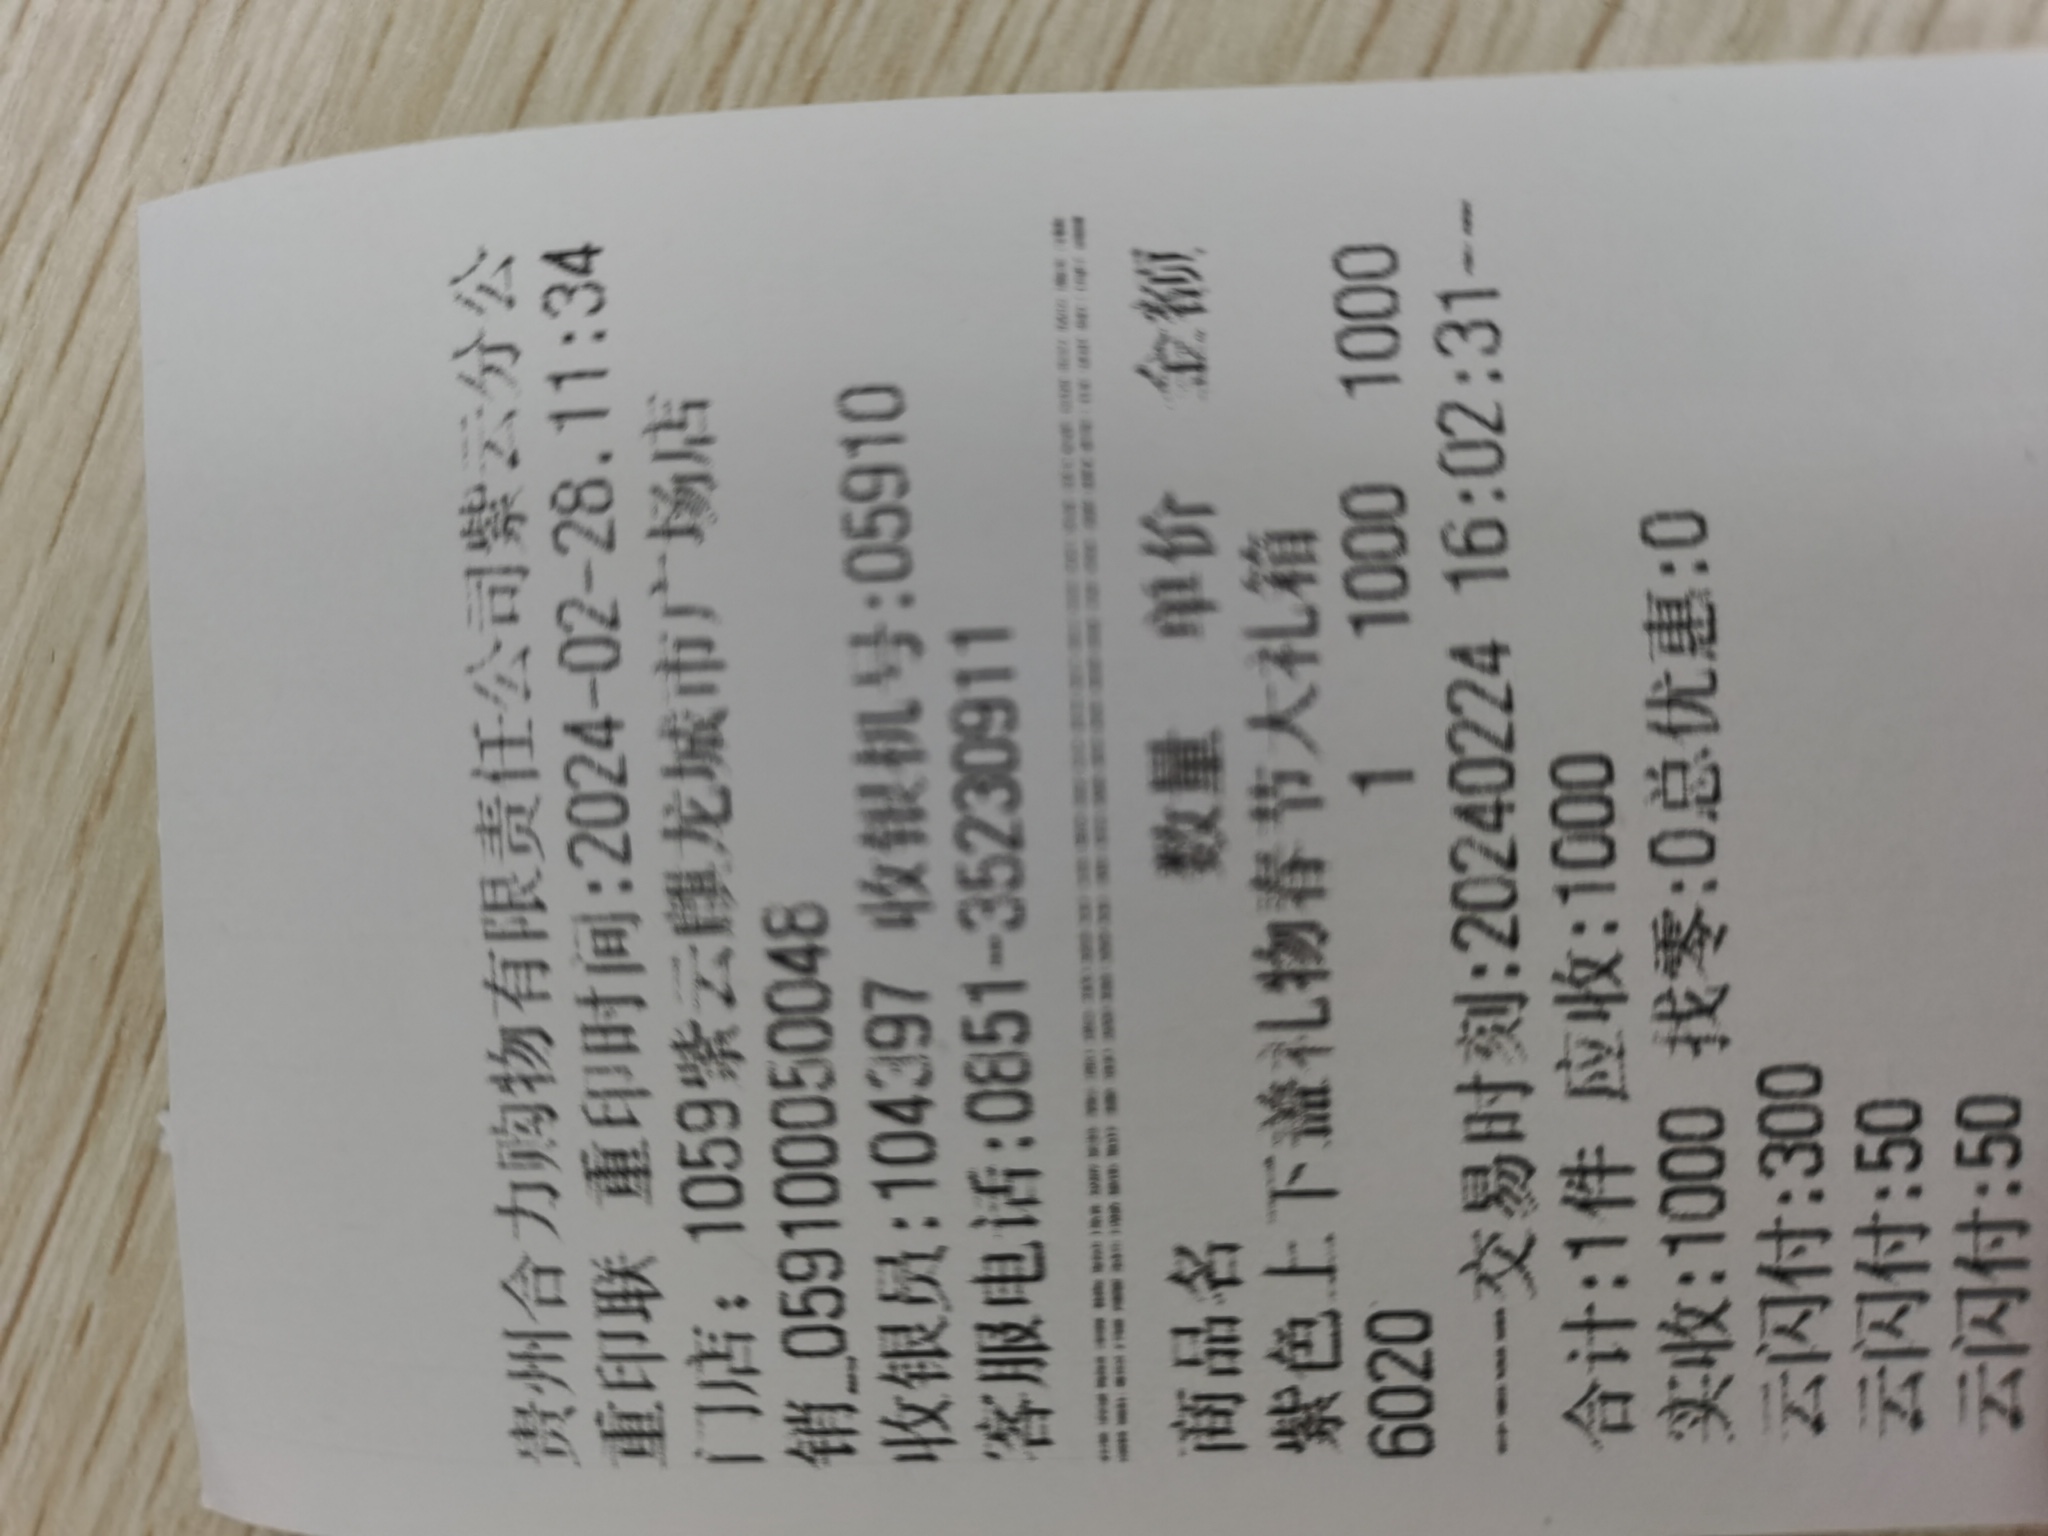 贵州合力购物有限责任公司紫云分公
重印联 重印时间:2024-02-28.11:34
门店: 1059紫云麒龙城市广场店
销_0591000500048
收银员:104397 收银机号:05910
客服电话:0851-35230911
商品名 数量 单价 金额
紫色上下盖礼物春节大礼箱
6020 1 1000 1000
-----交易时刻:20240224 16:02:31---
合计:1件 应收:1000
实收:1000 找零:0总优惠:0
云闪付:300
云闪付:50
云闪付:50